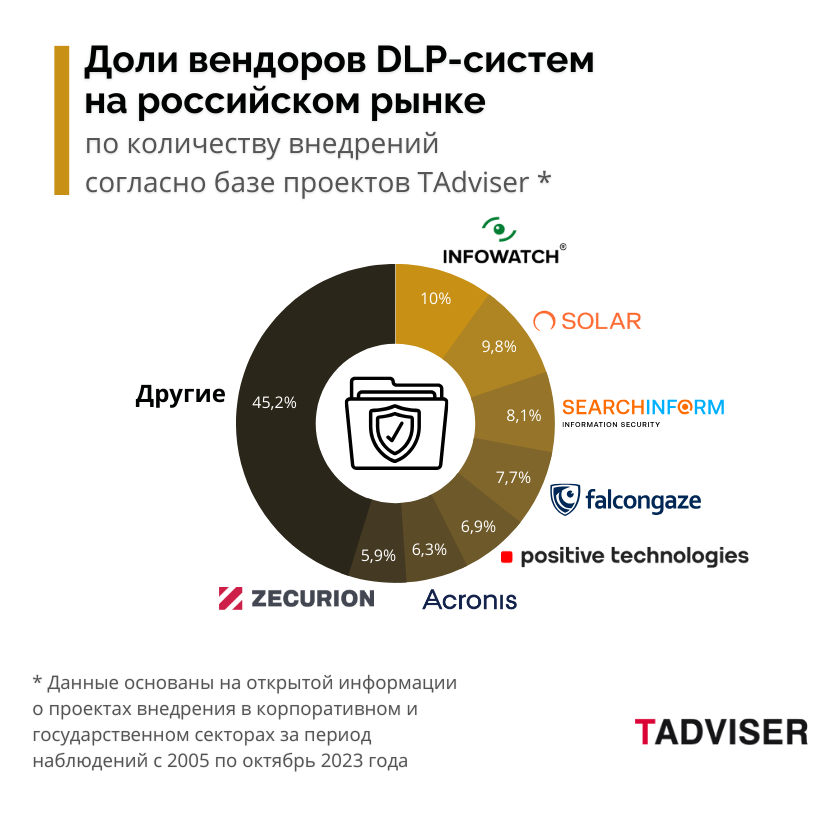 Доли вендоров DLP-систем
на российском рынке
по количеству внедрений
согласно базе проектов TAdviser *
INFOWATCH®
10%
SOLAR
9,8%
Другие
45,2%
8,1%
SEARCHINFORM
INFORMATION SECURITY
7,7%
falcongaze
6,9%
positive technologies
6,3%
5,9%
ZECURION
Acronis
* Данные основаны на открытой информации
о проектах внедрения в корпоративном и
государственном секторах за период
наблюдений с 2005 по октябрь 2023 года
TADVISER